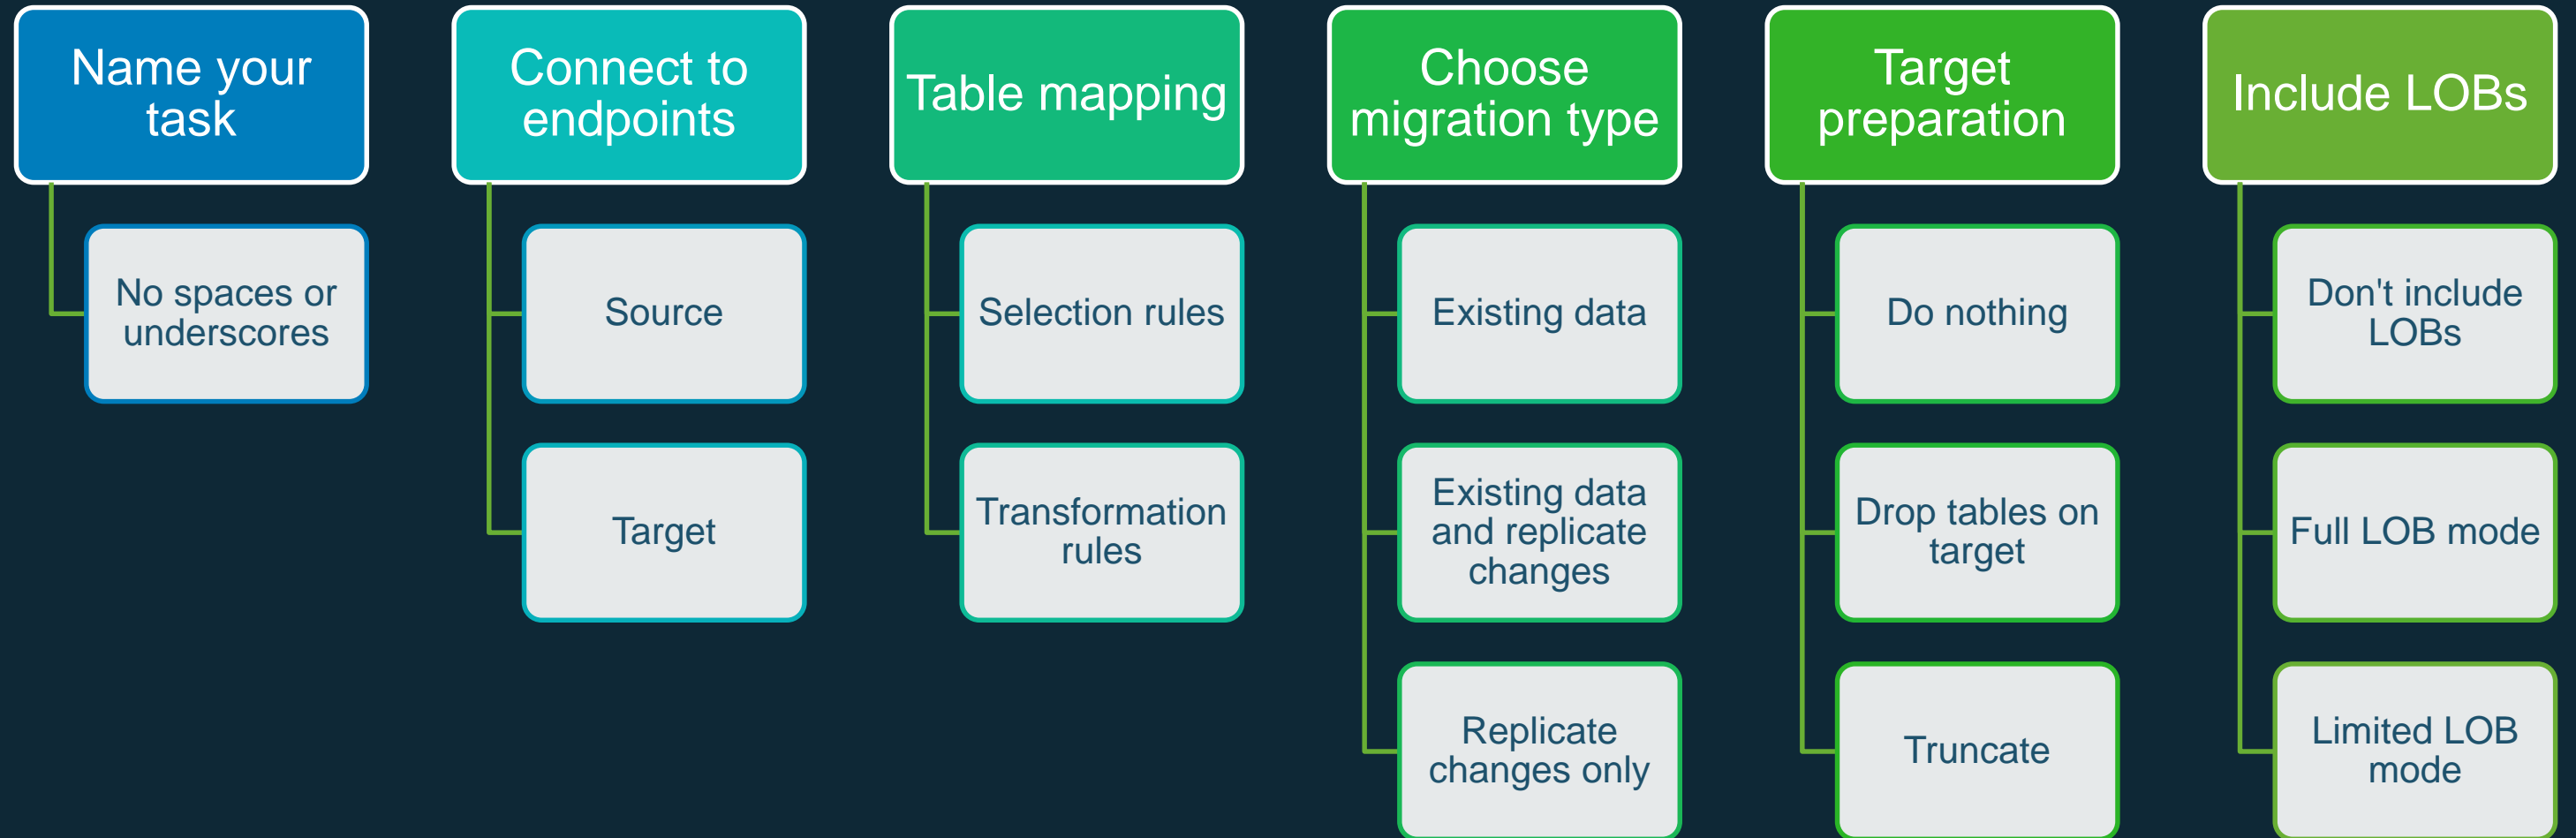 Name your
task
No spaces or
underscores
Connect to
endpoints
Source
Target
Table mapping
Selection rules
Transformation
rules
Choose
migration type
Existing data
Existing data
and replicate
changes
Replicate
changes only
Target
preparation
Do nothing
Drop tables on
target
Truncate
Include LOBs
Don't include
LOBs
Full LOB mode
Limited LOB
mode